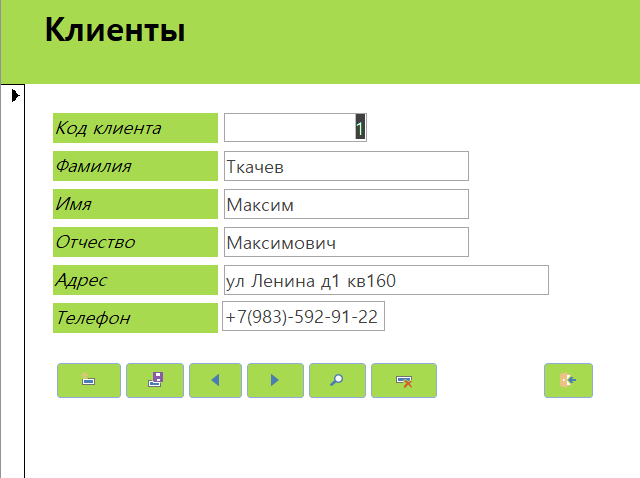 Клиенты
Код клиента 1
Фамилия Ткачев
Имя Максим
Отчество Максимович
Адрес ул Ленина д1 кв160
Телефон +7(983)-592-91-22